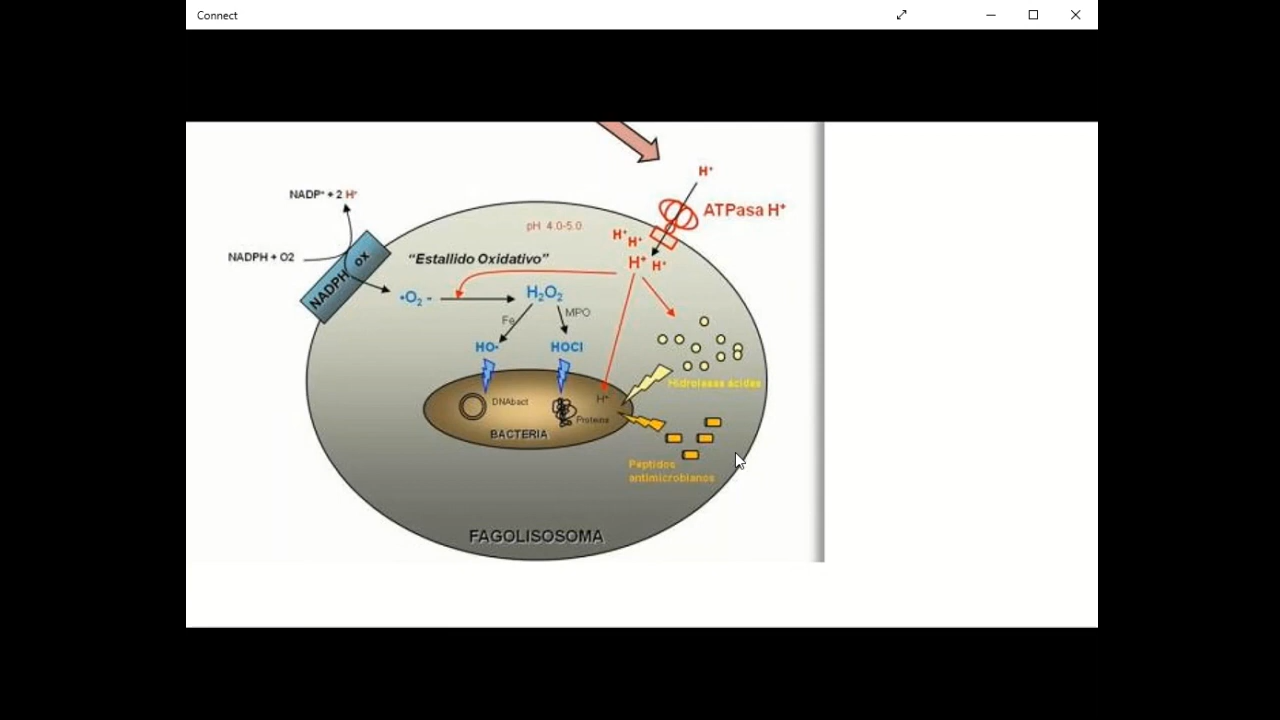 Connect
H⁺
NADP⁺ + 2 H⁺
ATPasa H⁺
pH 4.0-5.0
H⁺ H⁺
H⁺ H⁺
NADPH + O2
NADPH ox
“Estallido Oxidativo”
•O₂ -
H₂O₂
Fe
MPO
HO•
HOCl
Hidrolasas ácidas
H⁺
DNAbact
Proteína
BACTERIA
Péptidos
antimicrobianos
FAGOLISOSOMA